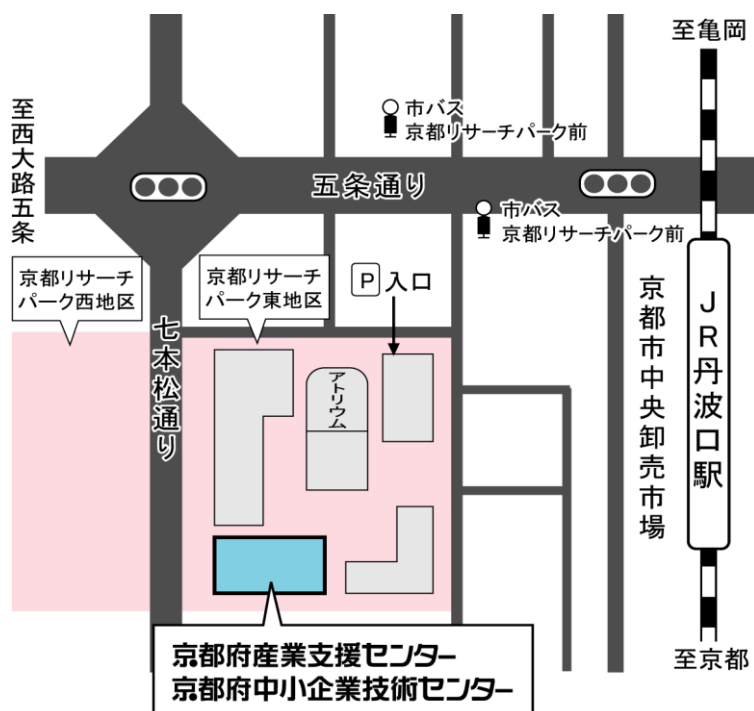 至亀岡
至西大路五条
市バス
京都リサーチパーク前
五条通り
市バス
京都リサーチパーク前
京都リサーチ
パーク西地区
京都リサーチ
パーク東地区
P入口
七本松通り
アトリウム
京都市中央卸売市場
JR丹波口駅
至京都
京都府産業支援センター
京都府中小企業技術センター